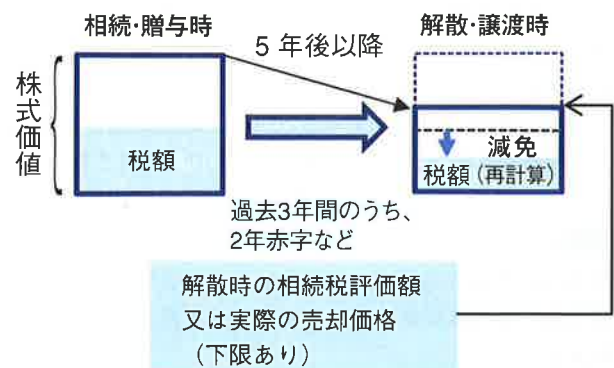 相続・贈与時
5年後以降
解散・譲渡時
株式価値
税額
減免
税額(再計算)
過去3年間のうち、
2年赤字など
解散時の相続税評価額
又は実際の売却価格
(下限あり)